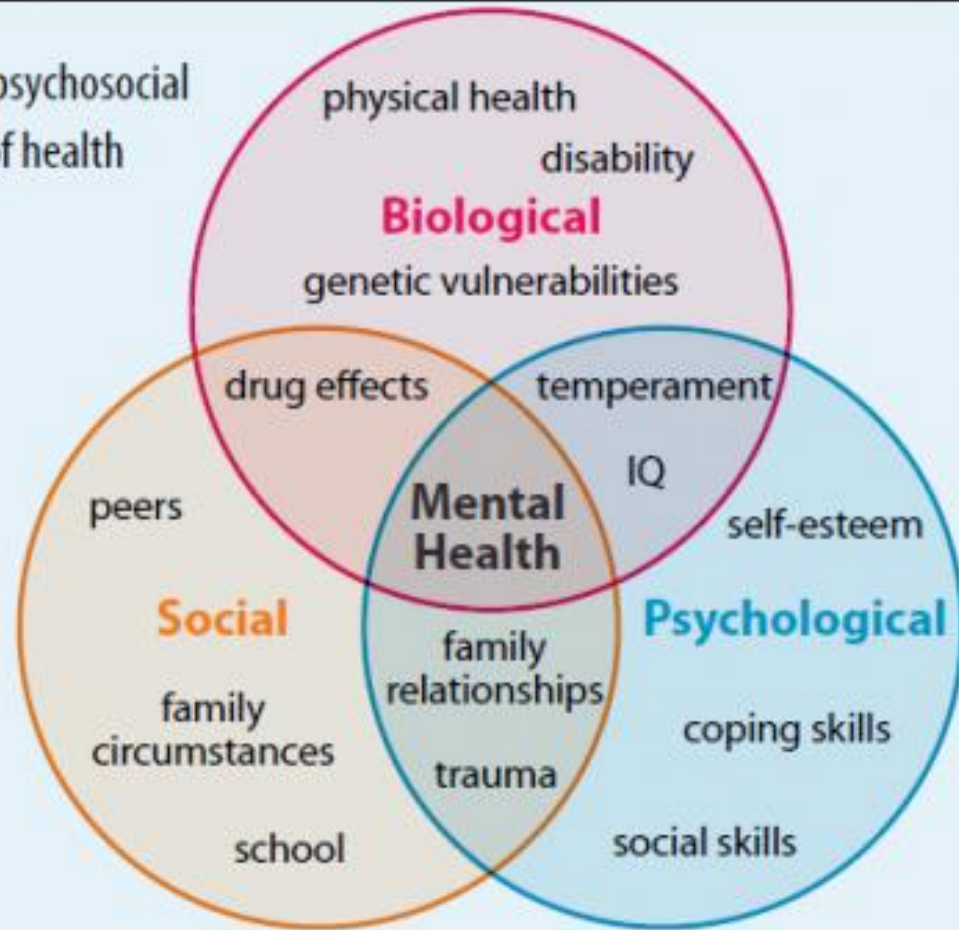 psychosocial
of health
physical health
disability
Biological
genetic vulnerabilities
drug effects
temperament
IQ
peers
Mental
Health
self-esteem
Social
Psychological
family
relationships
family
circumstances
coping skills
trauma
school
social skills